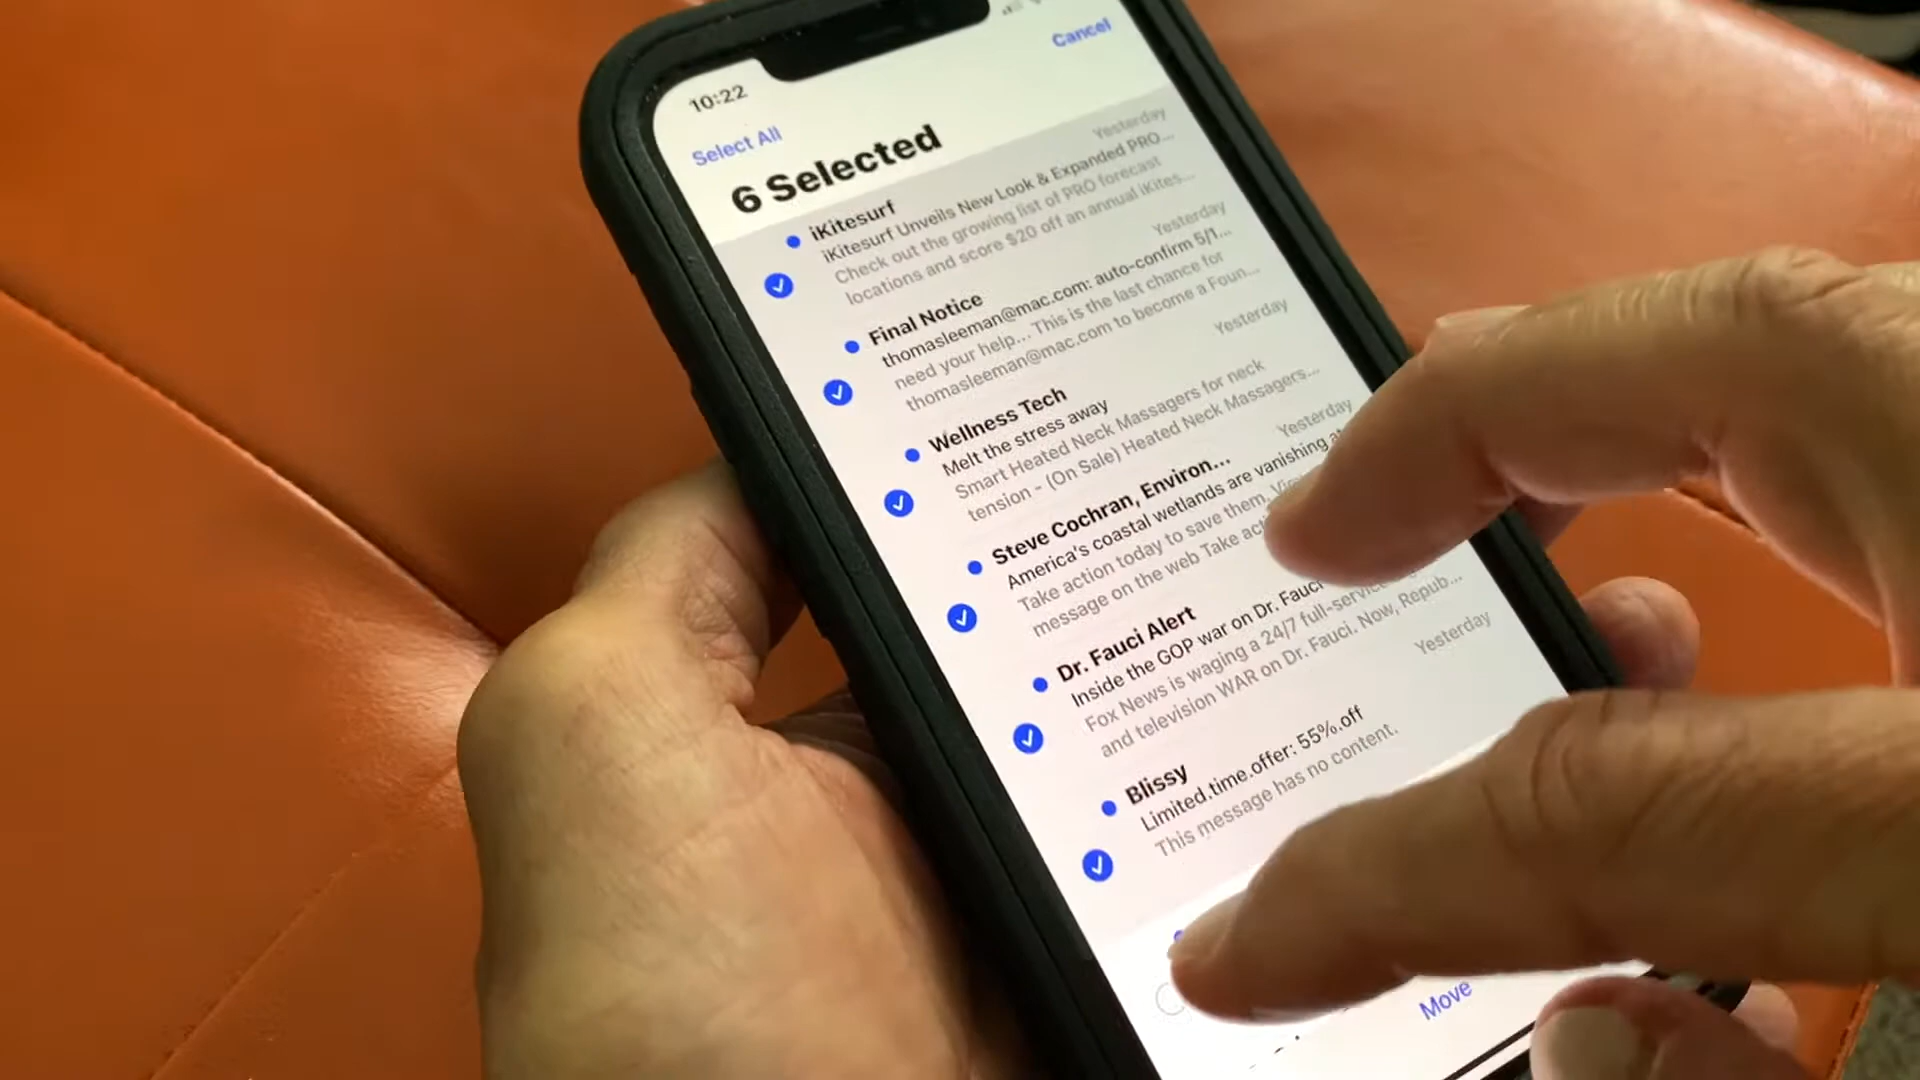 10:22
Cancel
Select All
6 Selected
iKitesurf
Yesterday
iKitesurf Unveils New Look & Expanded PRO...
Check out the growing list of PRO forecast
locations and score $20 off an annual iKites...
Final Notice
Yesterday
thomasleeman@mac.com: auto-confirm 5/1...
need your help...This is the last chance for
thomasleeman@mac.com to become a Foun...
Wellness Tech
Yesterday
Melt the stress away
Smart Heated Neck Massagers for neck
tension - (On Sale) Heated Neck Massagers...
Steve Cochran, Environ...
Yesterday
America's coastal wetlands are vanishing
Take action today to save them.
message on the web Take
Dr. Fauci Alert
Inside the GOP war on Dr. Fauci
Fox News is waging a 24/7 full-service
and television WAR on Dr. Fauci. Now, Repub...
Blissy
Yesterday
Limited.time.offer: 55%.off
This message has no content.
Move